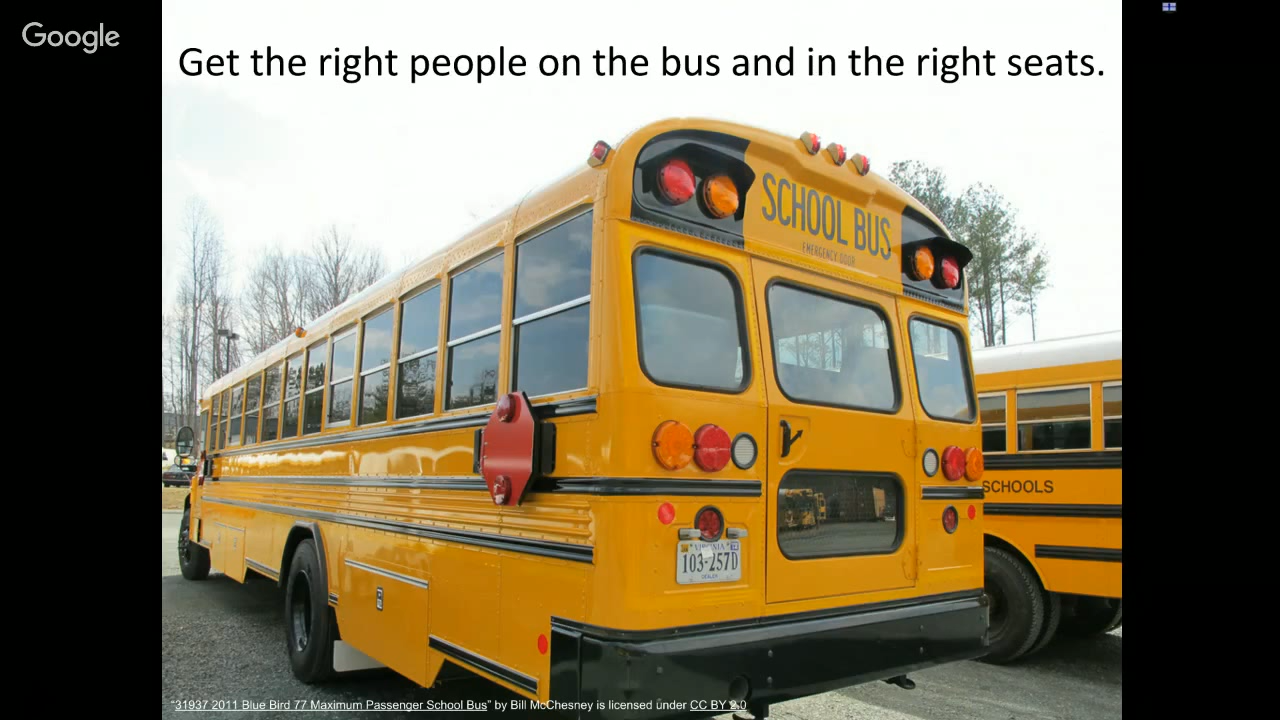 Google
Get the right people on the bus and in the right seats.
SCHOOL BUS
EMERGENCY DOOR
SCHOOLS
VIRGINIA
103-257D
DEALER
"31937 2011 Blue Bird 77 Maximum Passenger School Bus" by Bill McChesney is licensed under CC BY 2.0